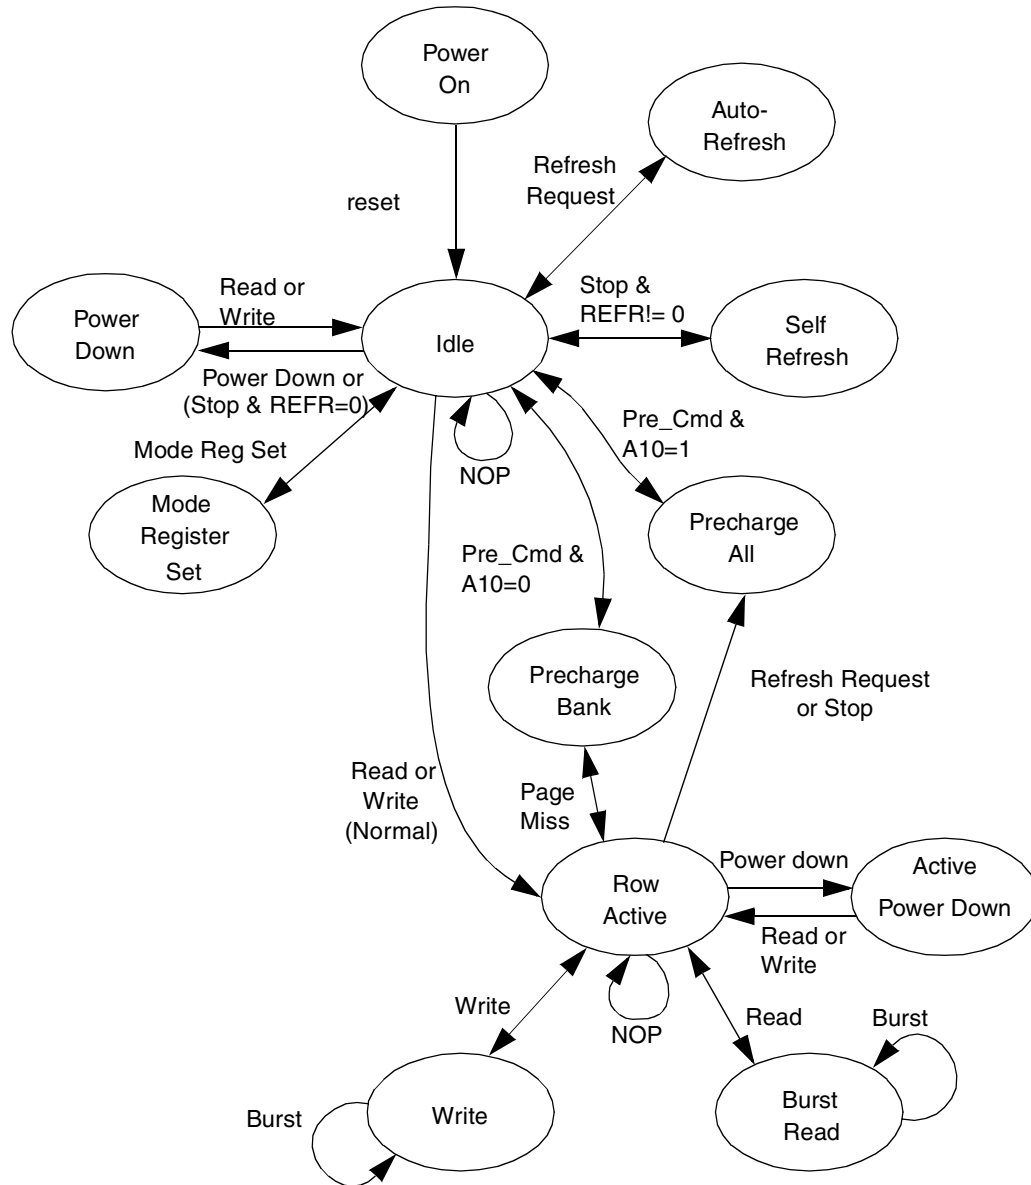 Power
On
Auto-
Refresh
Refresh
Request
reset
Stop &
REFR!= 0
Read or
Write
Power
Down
Idle
Self
Refresh
Power Down or
(Stop & REFR=0)
Pre_Cmd &
A10=1
Mode Reg Set
NOP
Mode
Register
Set
Precharge
All
Pre_Cmd &
A10=0
Precharge
Bank
Refresh Request
or Stop
Read or
Write
(Normal)
Page
Miss
Row
Active
Power down
Active
Power Down
Read or
Write
Write
NOP
Read
Burst
Burst
Write
Burst
Read